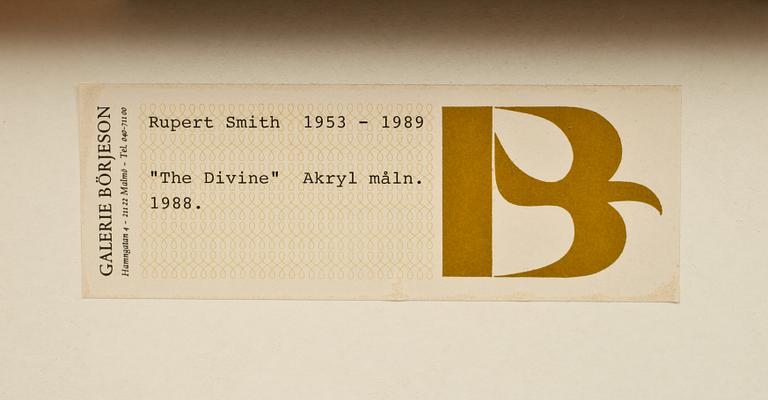 GALERIE BÖRJESON
Hamngatan 4 - 211 22 Malmö - Tel. 040-711 00
Rupert Smith 1953 - 1989
"The Divine" Akryl måln.
1988.
B